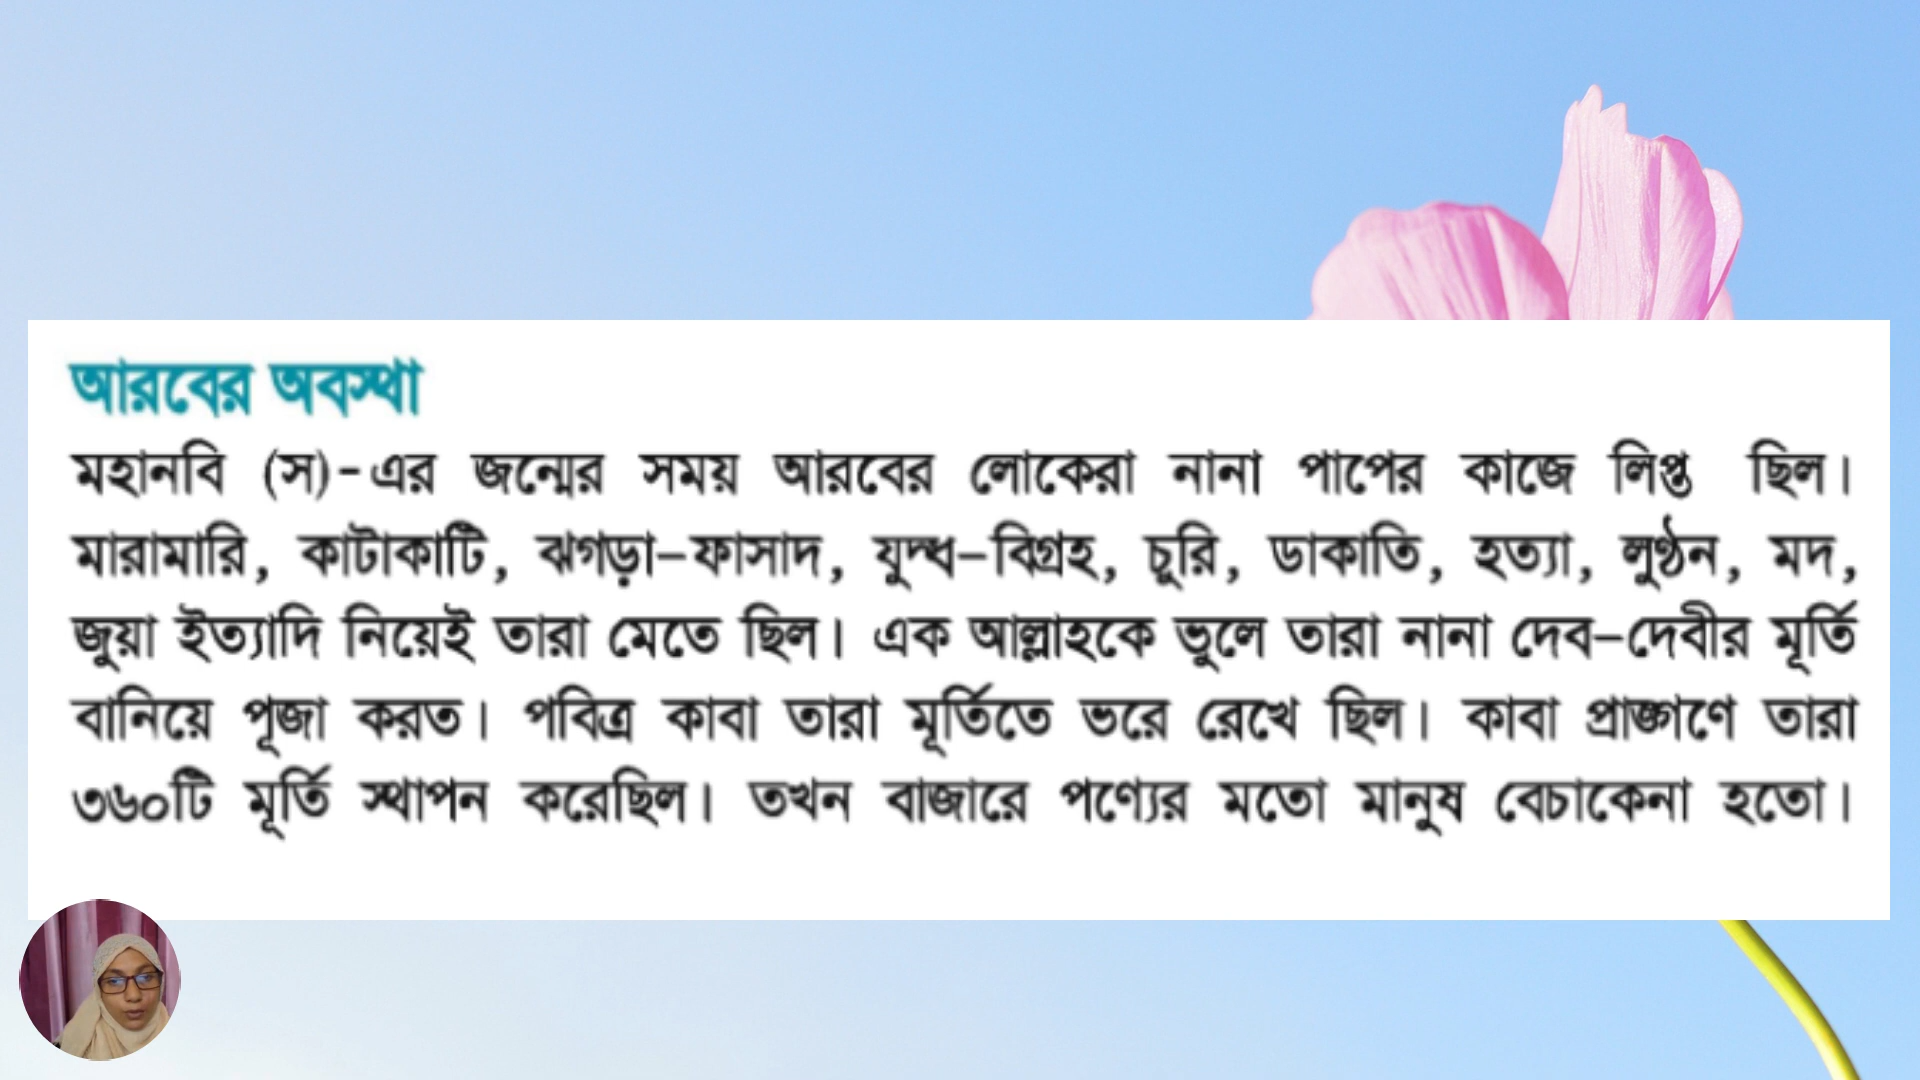 আরবের অবস্থা
মহানবি (স)-এর জন্মের সময় আরবের লোকেরা নানা পাপের কাজে লিপ্ত ছিল।
মারামারি, কাটাকাটি, ঝগড়া-ফাসাদ, যুদ্ধ-বিগ্রহ, চুরি, ডাকাতি, হত্যা, লুণ্ঠন, মদ,
জুয়া ইত্যাদি নিয়েই তারা মেতে ছিল। এক আল্লাহকে ভুলে তারা নানা দেব-দেবীর মূর্তি
বানিয়ে পূজা করত। পবিত্র কাবা তারা মূর্তিতে ভরে রেখে ছিল। কাবা প্রাঙ্গণে তারা
৩৬০টি মূর্তি স্থাপন করেছিল। তখন বাজারে পণ্যের মতো মানুষ বেচাকেনা হতো।